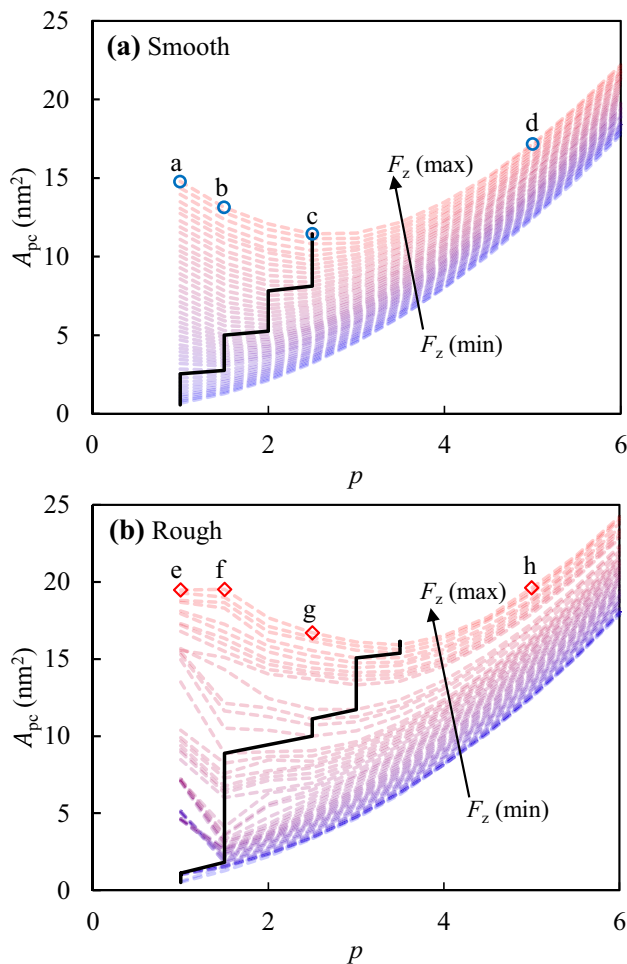 (a) Smooth
25
20
15
10
5
0
A_pc (nm²)
a
b
c
d
F_z (max)
F_z (min)
0
2
4
6
p
(b) Rough
25
20
15
10
5
0
A_pc (nm²)
e
f
g
h
F_z (max)
F_z (min)
0
2
4
6
p